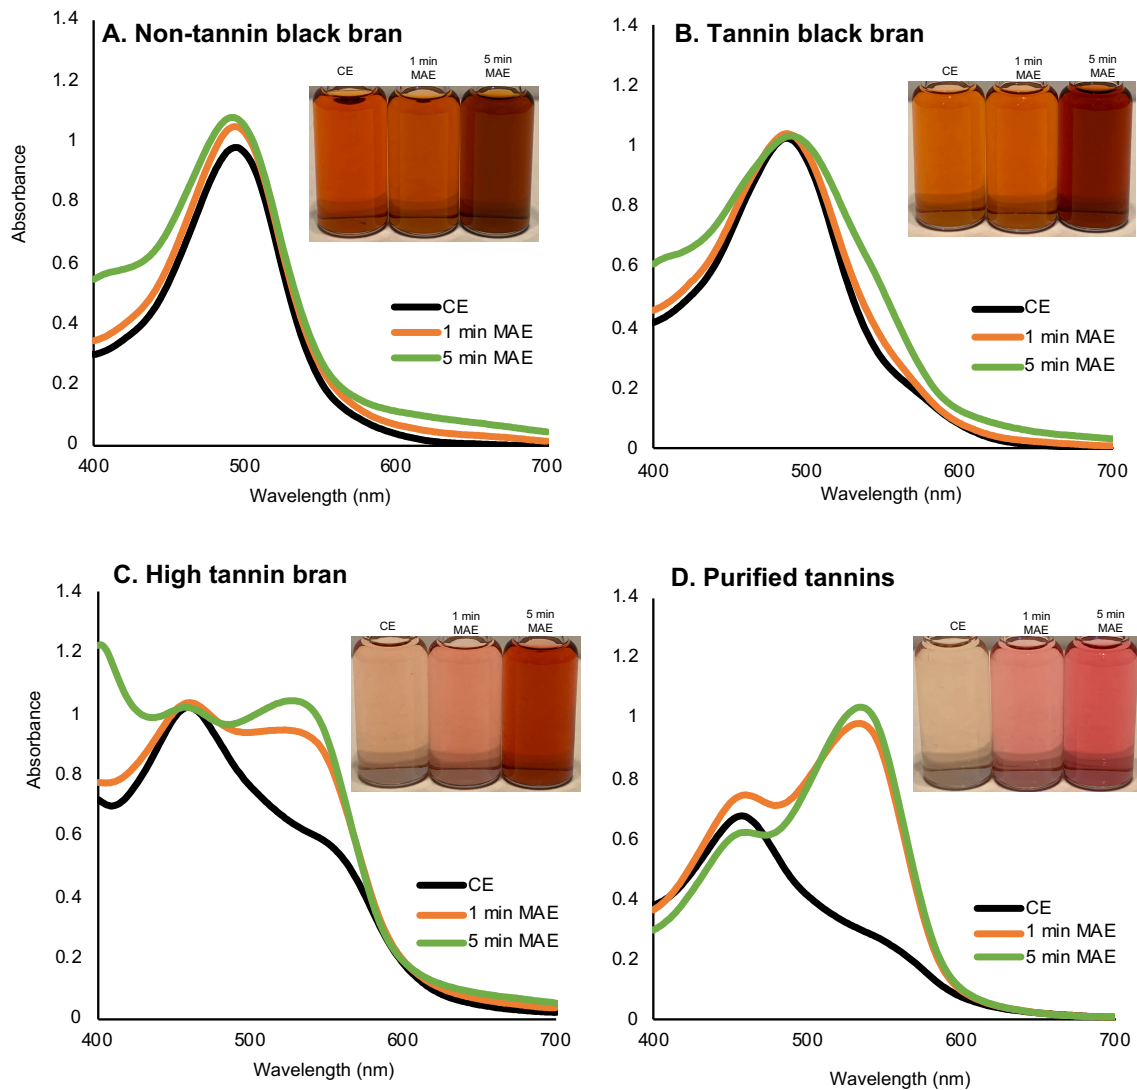 A. Non-tannin black bran
1.4
1.2
1
0.8
0.6
0.4
0.2
0
Absorbance
CE
1 min
MAE
5 min
MAE
CE
1 min MAE
5 min MAE
400
500
600
700
Wavelength (nm)
B. Tannin black bran
1.4
1.2
1
0.8
0.6
0.4
0.2
0
CE
1 min
MAE
5 min
MAE
CE
1 min MAE
5 min MAE
400
500
600
700
Wavelength (nm)
C. High tannin bran
1.4
1.2
1
0.8
0.6
0.4
0.2
0
Absorbance
CE
1 min
MAE
5 min
MAE
CE
1 min MAE
5 min MAE
400
500
600
700
Wavelength (nm)
D. Purified tannins
1.4
1.2
1
0.8
0.6
0.4
0.2
0
CE
1 min
MAE
5 min
MAE
CE
1 min MAE
5 min MAE
400
500
600
700
Wavelength (nm)